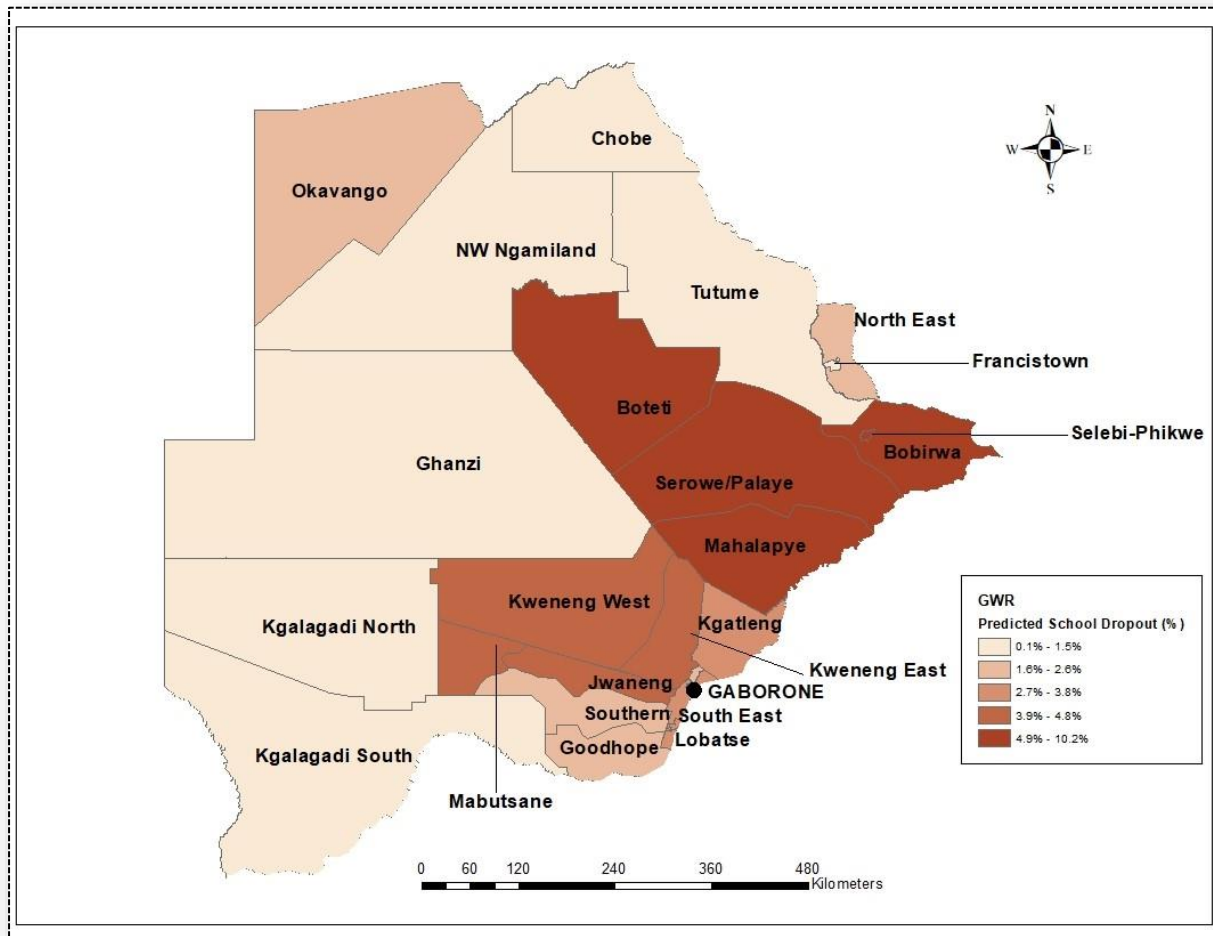 N
W E
S
Chobe
Okavango
NW Ngamiland
Tutume
North East
Francistown
Boteti
Selebi-Phikwe
Bobirwa
Ghanzi
Serowe/Palaye
Mahalapye
Kweneng West
Kgatleng
Kgalagadi North
Kweneng East
Jwaneng
GABORONE
Southern
South East
Goodhope
Lobatse
Kgalagadi South
Mabutsane
GWR
Predicted School Dropout (%)
0.1% - 1.5%
1.6% - 2.6%
2.7% - 3.8%
3.9% - 4.8%
4.9% - 10.2%
0 60 120 240 360 480
Kilometers